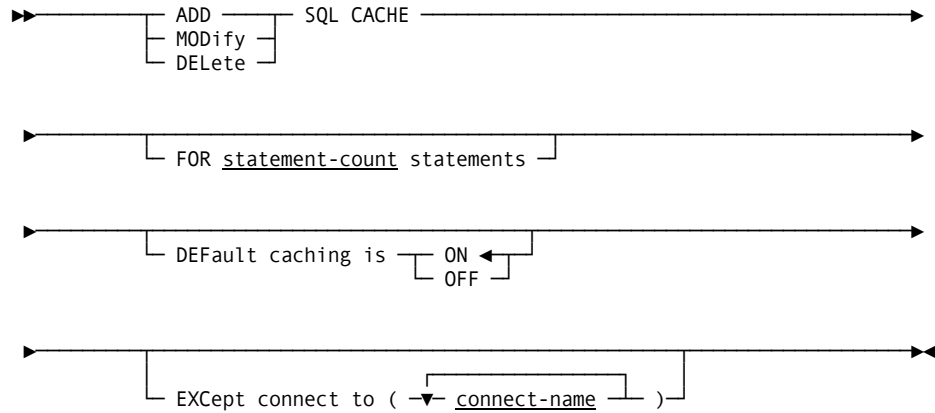 ADD SQL CACHE
MODify
DELete
FOR statement-count statements
DEFault caching is ON
OFF
EXCept connect to ( connect-name )